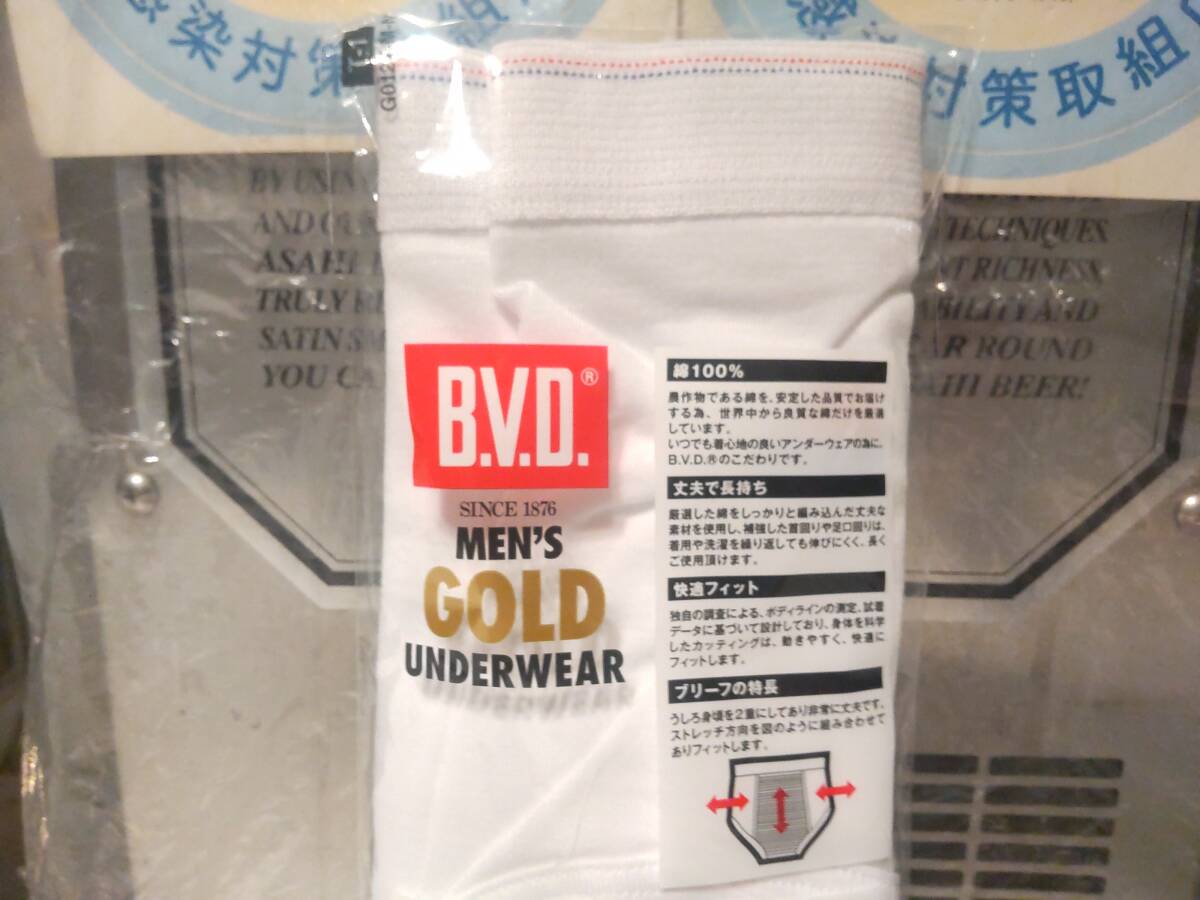 染対策
対策取組
BY USIN
AND OU
ASAHI
TRULY RE
SATIN SM
YOU CA
TECHNIQUES
NT RICHNESS
ABILITY AND
AR ROUND
AHI BEER!
B.V.D.®
SINCE 1876
MEN'S
GOLD
UNDERWEAR
綿100%
農作物である綿を、安定した品質でお届け
する為、世界中から良質な綿だけを厳選
しています。
いつでも着心地の良いアンダーウェアの為に。
B.V.D.®のこだわりです。
丈夫で長持ち
厳選した綿をしっかりと編み込んだ丈夫な
素材を使用し、補強した首回りや足口回りは、
着用や洗濯を繰り返しても伸びにくく、長く
ご使用頂けます。
快適フィット
独自の調査による、ボディラインの測定、試着
データに基づいて設計しており、身体を科学
したカッティングは、動きやすく、快適に
フィットします。
ブリーフの特長
うしろ身頃を2重にしてあり非常に丈夫です。
ストレッチ方向を図のように組み合わせて
ありフィットします。